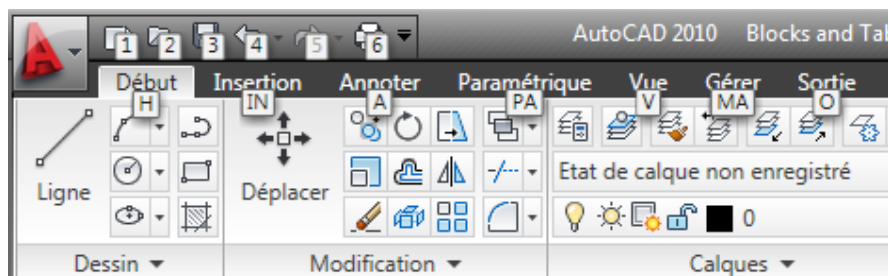 AutoCAD 2010 Blocks and Tab
1 2 3 4 5 6
Début Insertion Annoter Paramétrique Vue Gérer Sortie
H IN A PA V MA O
Ligne
Déplacer
Etat de calque non enregistré
0
Dessin Modification Calques